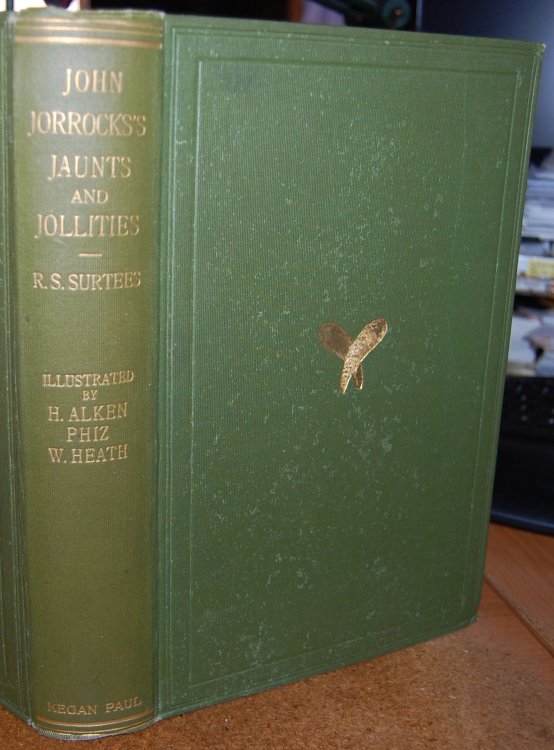 JOHN
JORROCKS'S
JAUNTS
AND
JOLLITIES
R. S. SURTEES
ILLUSTRATED
BY
H. ALKEN
PHIZ
W. HEATH
KEGAN PAUL